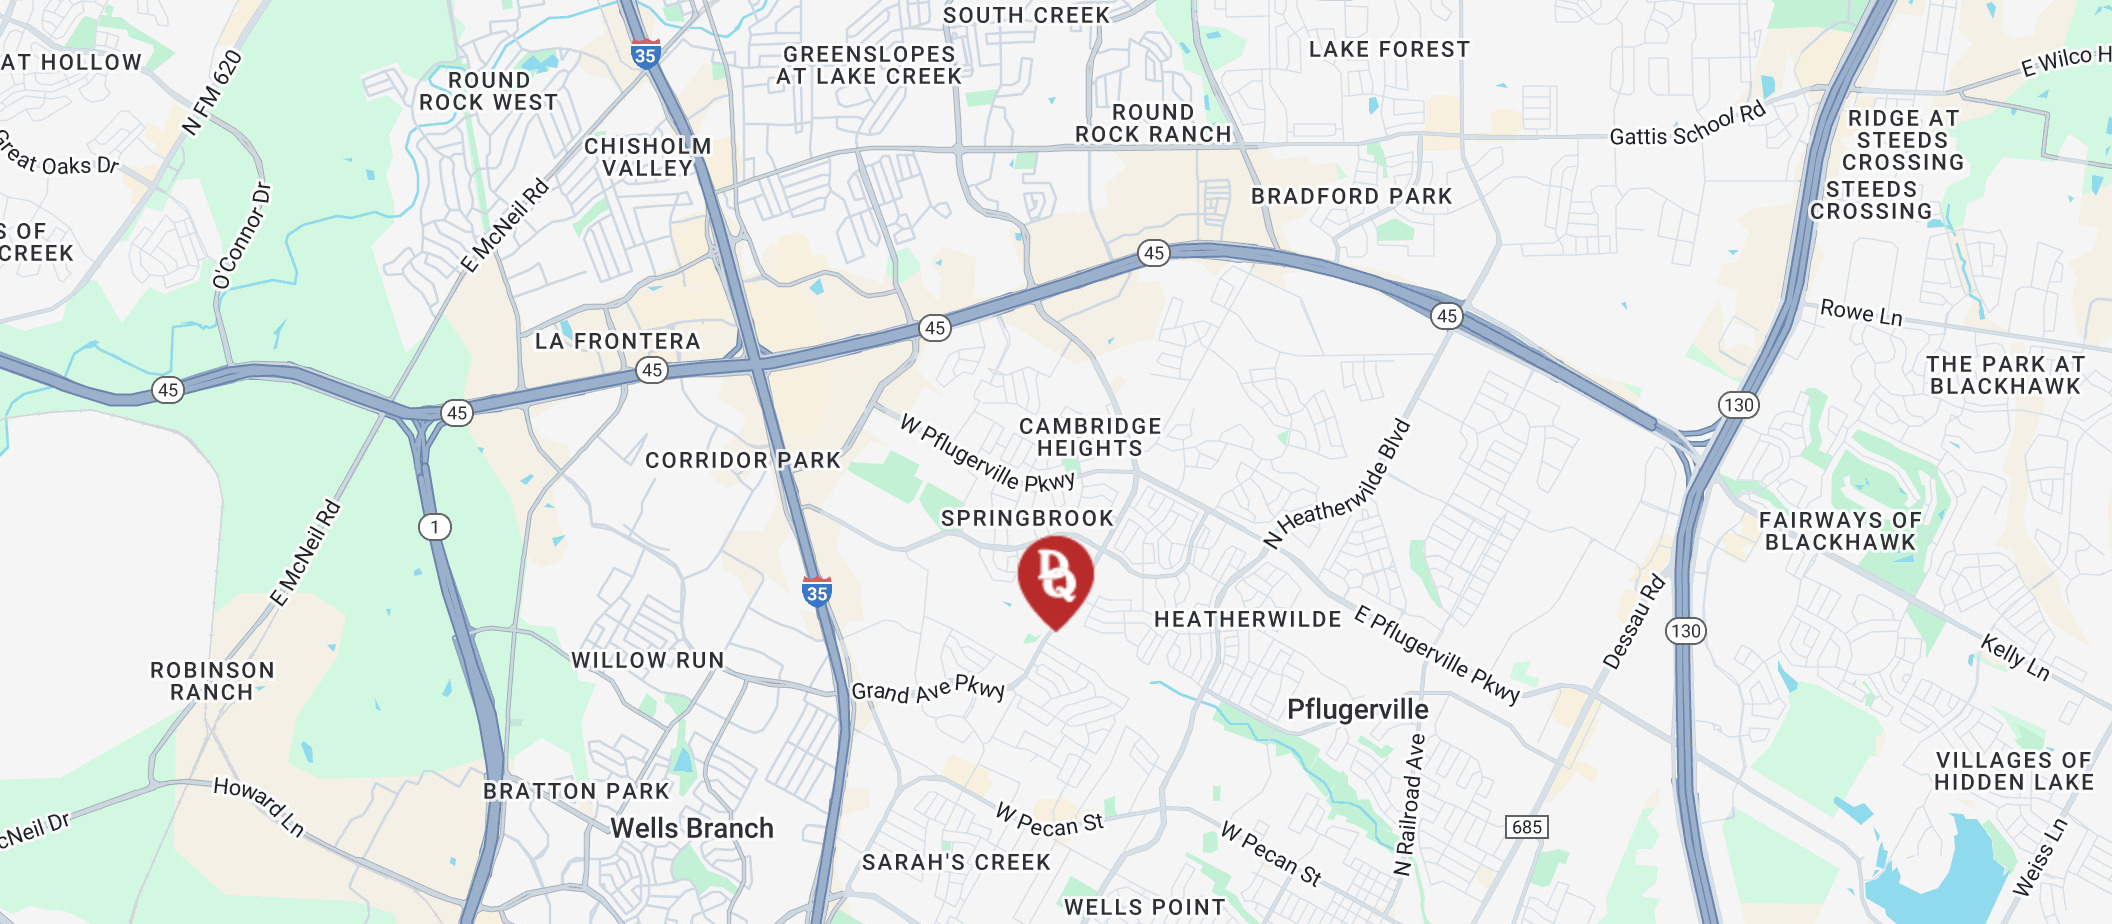 SOUTH CREEK
35
GREENSLOPES
AT LAKE CREEK
LAKE FOREST
AT HOLLOW
N FM 620
ROUND
ROCK WEST
E Wilco H
ROUND
ROCK RANCH
Gattis School Rd
RIDGE AT
STEEDS
CROSSING
Great Oaks Dr
CHISHOLM
VALLEY
STEEDS
CROSSING
BRADFORD PARK
E McNeil Rd
O'Connor Dr
S OF
CREEK
45
45
45
Rowe Ln
LA FRONTERA
45
45
45
THE PARK AT
BLACKHAWK
130
W Pflugerville Pkwy
CAMBRIDGE
HEIGHTS
N Heatherwilde Blvd
CORRIDOR PARK
SPRINGBROOK
1
FAIRWAYS OF
BLACKHAWK
E McNeil Rd
DQ
35
HEATHERWILDE
E Pflugerville Pkwy
Dessau Rd
130
Kelly Ln
ROBINSON
RANCH
WILLOW RUN
Grand Ave Pkwy
Pflugerville
N Railroad Ave
VILLAGES OF
HIDDEN LAKE
Howard Ln
BRATTON PARK
cNeil Dr
Wells Branch
W Pecan St
W Pecan St
685
Weiss Ln
SARAH'S CREEK
WELLS POINT